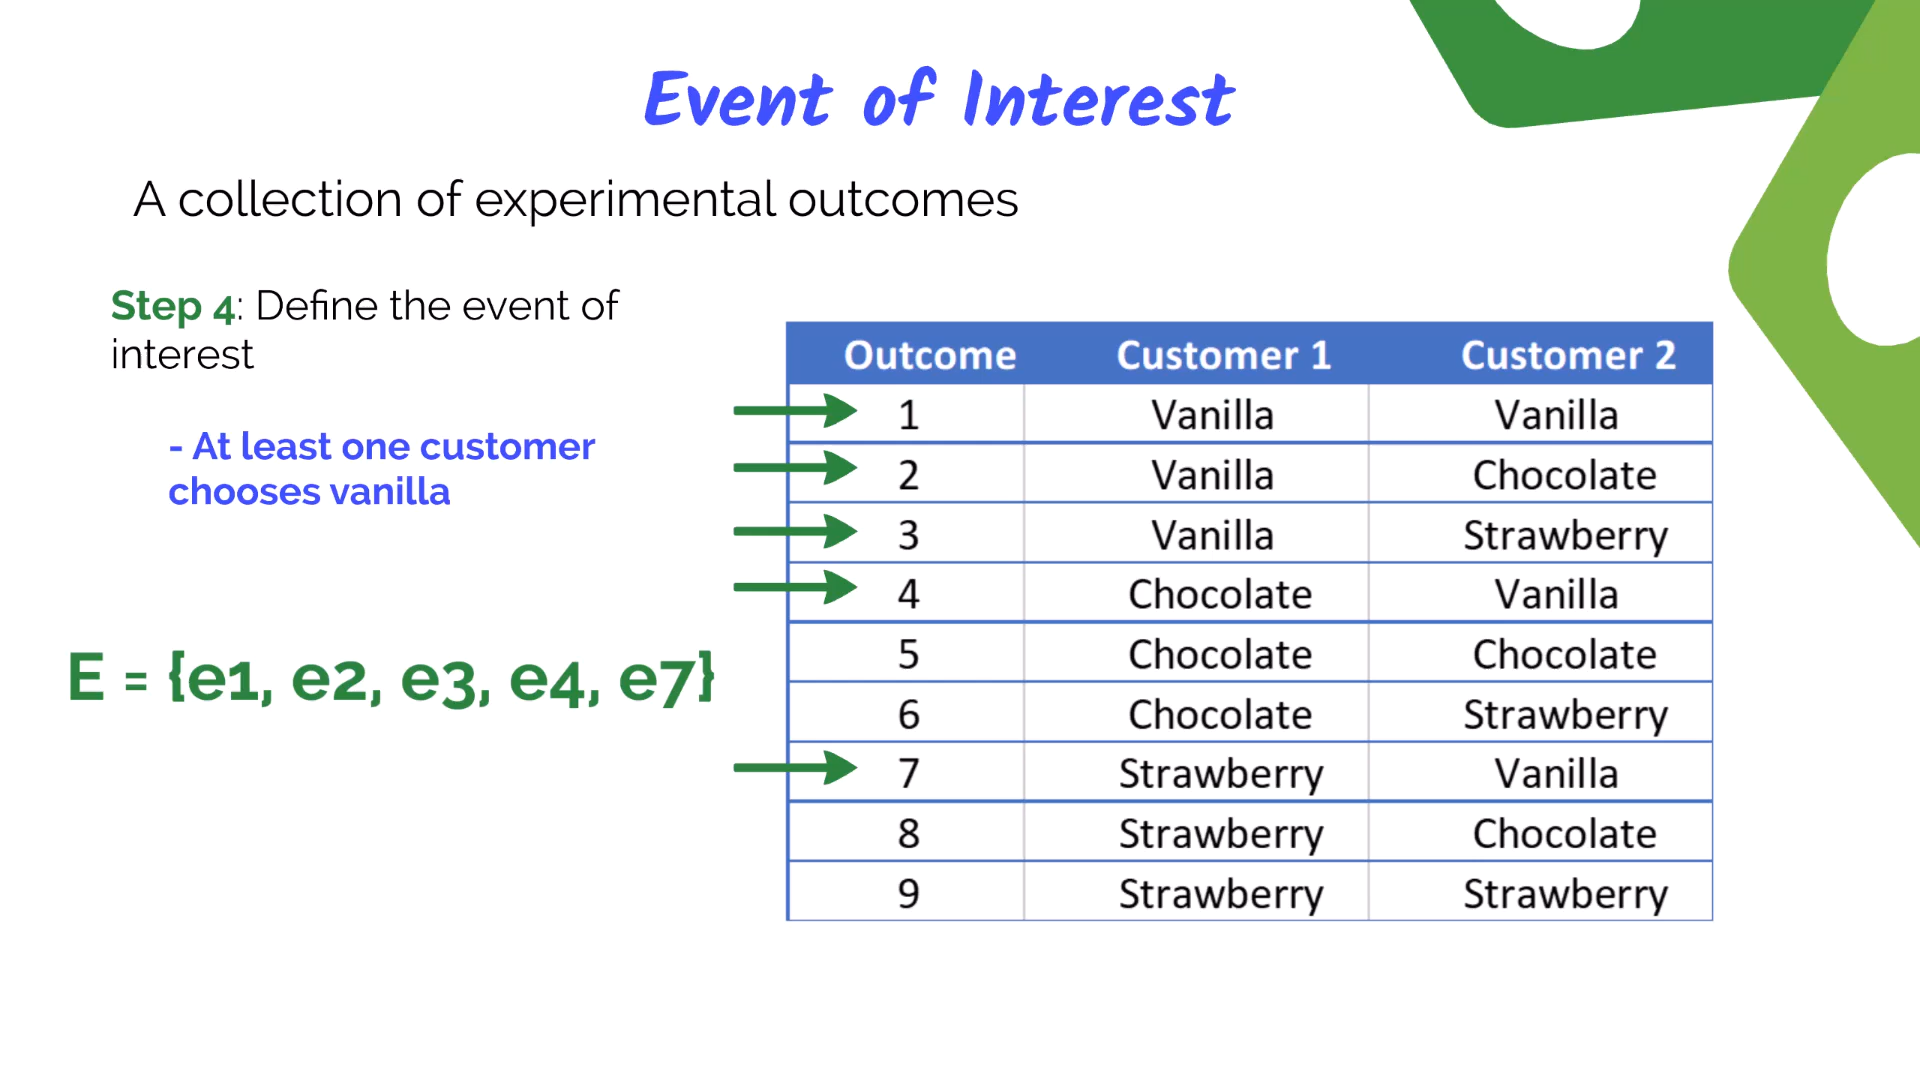 Event of Interest
A collection of experimental outcomes
Step 4: Define the event of
interest
- At least one customer
chooses vanilla
E = {e1, e2, e3, e4, e7}
Outcome Customer 1 Customer 2
1 Vanilla Vanilla
2 Vanilla Chocolate
3 Vanilla Strawberry
4 Chocolate Vanilla
5 Chocolate Chocolate
6 Chocolate Strawberry
7 Strawberry Vanilla
8 Strawberry Chocolate
9 Strawberry Strawberry